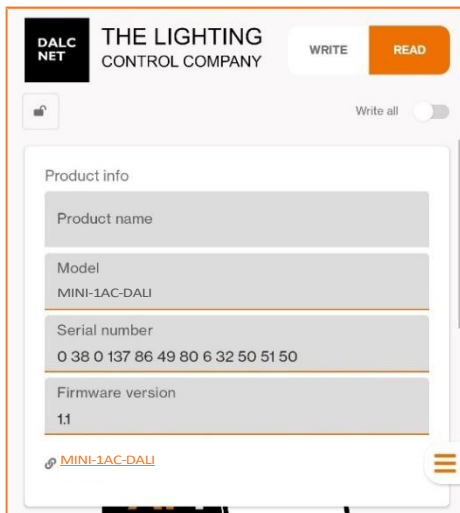 DALC
NET
THE LIGHTING
CONTROL COMPANY
WRITE
READ
Write all
Product info
Product name
Model
MINI-1AC-DALI
Serial number
0 38 0 137 86 49 80 6 32 50 51 50
Firmware version
1.1
MINI-1AC-DALI